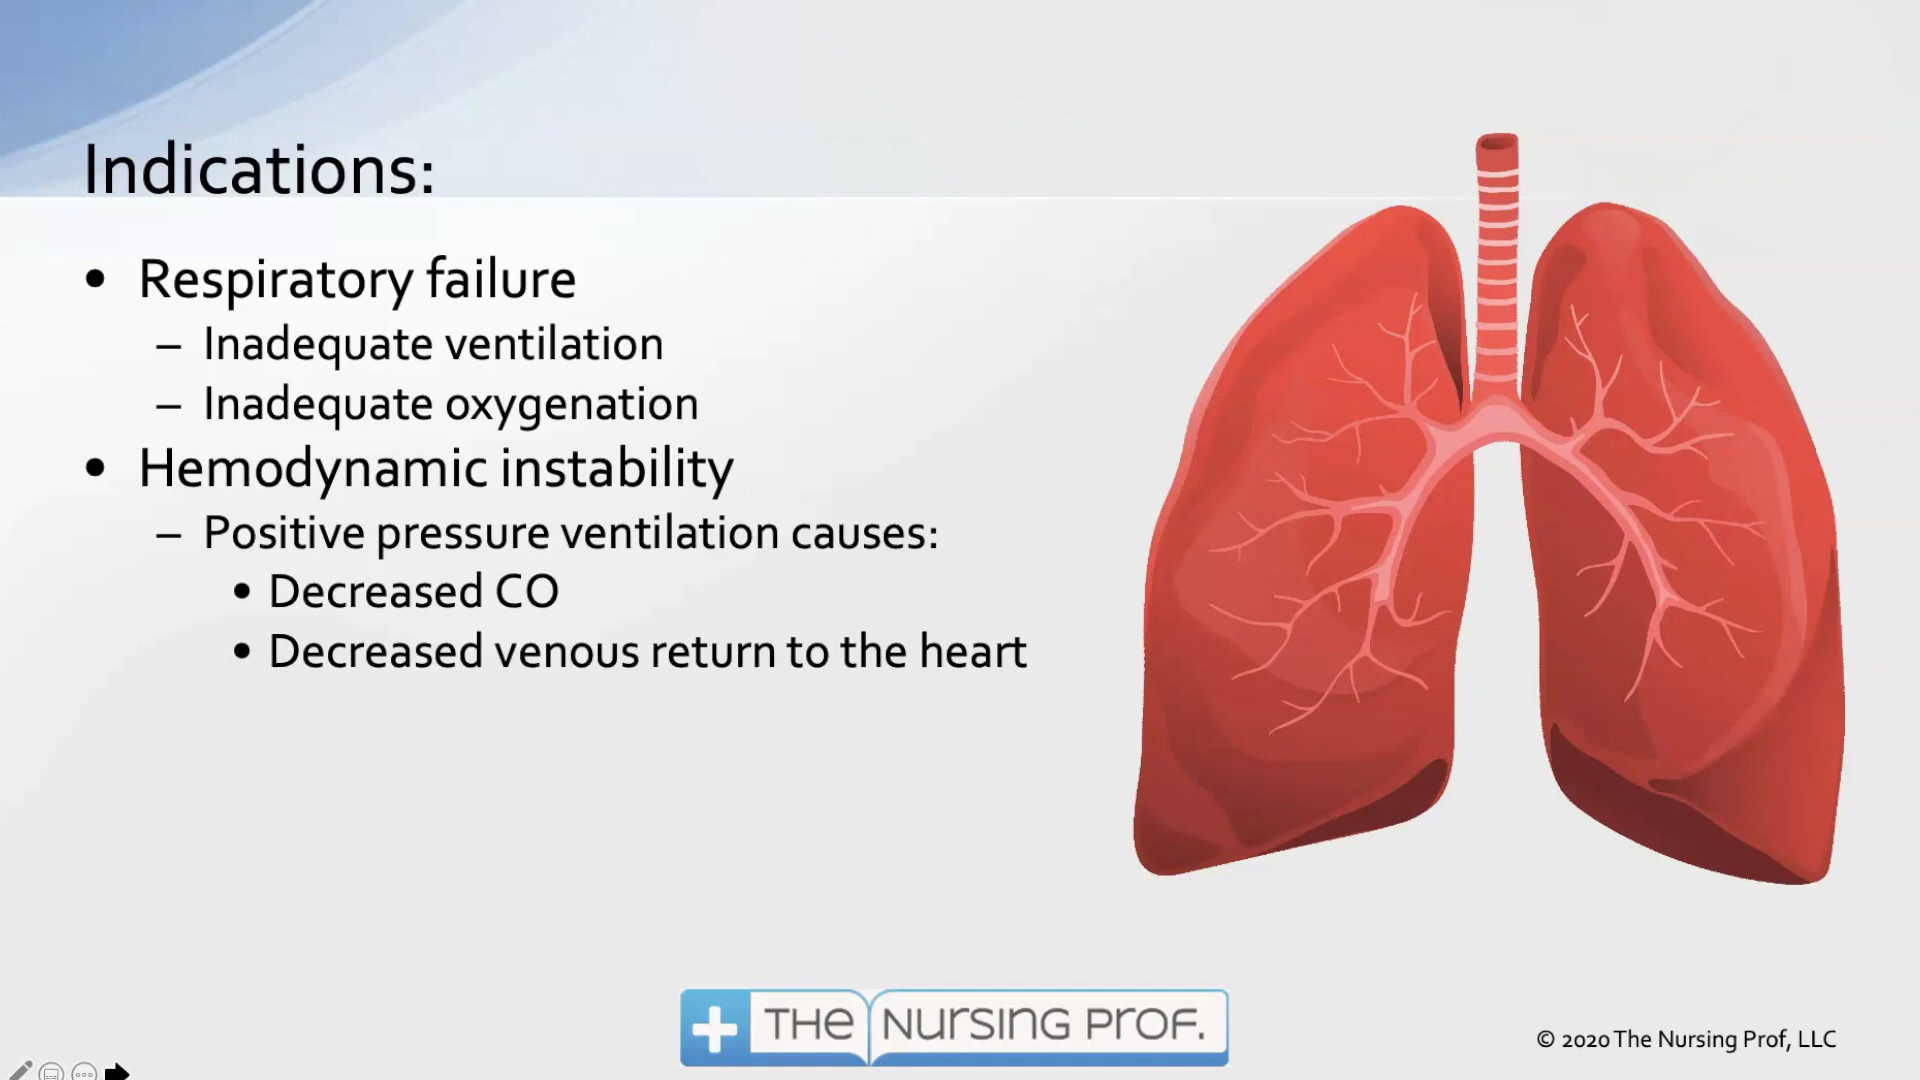 Indications:
• Respiratory failure
– Inadequate ventilation
– Inadequate oxygenation
• Hemodynamic instability
– Positive pressure ventilation causes:
• Decreased CO
• Decreased venous return to the heart
THE NURSING PROF.
© 2020 The Nursing Prof, LLC